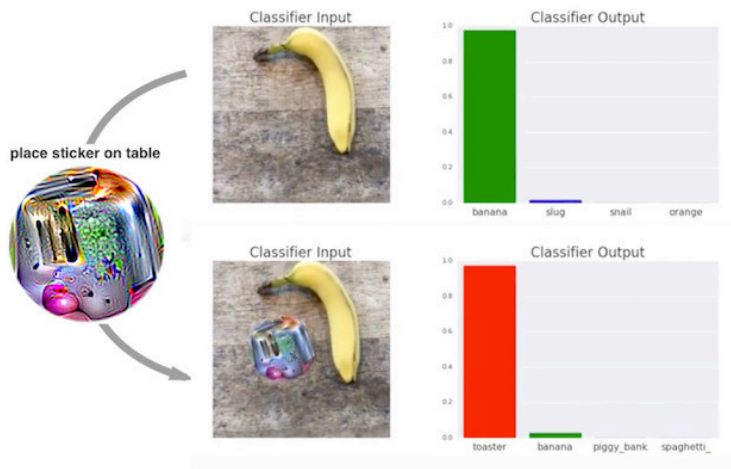 Classifier Input
Classifier Output
1.0
0.8
0.6
0.4
0.2
0.0
banana slug snail orange
place sticker on table
Classifier Input
Classifier Output
1.0
0.8
0.6
0.4
0.2
0.0
toaster banana piggy_bank spaghetti_